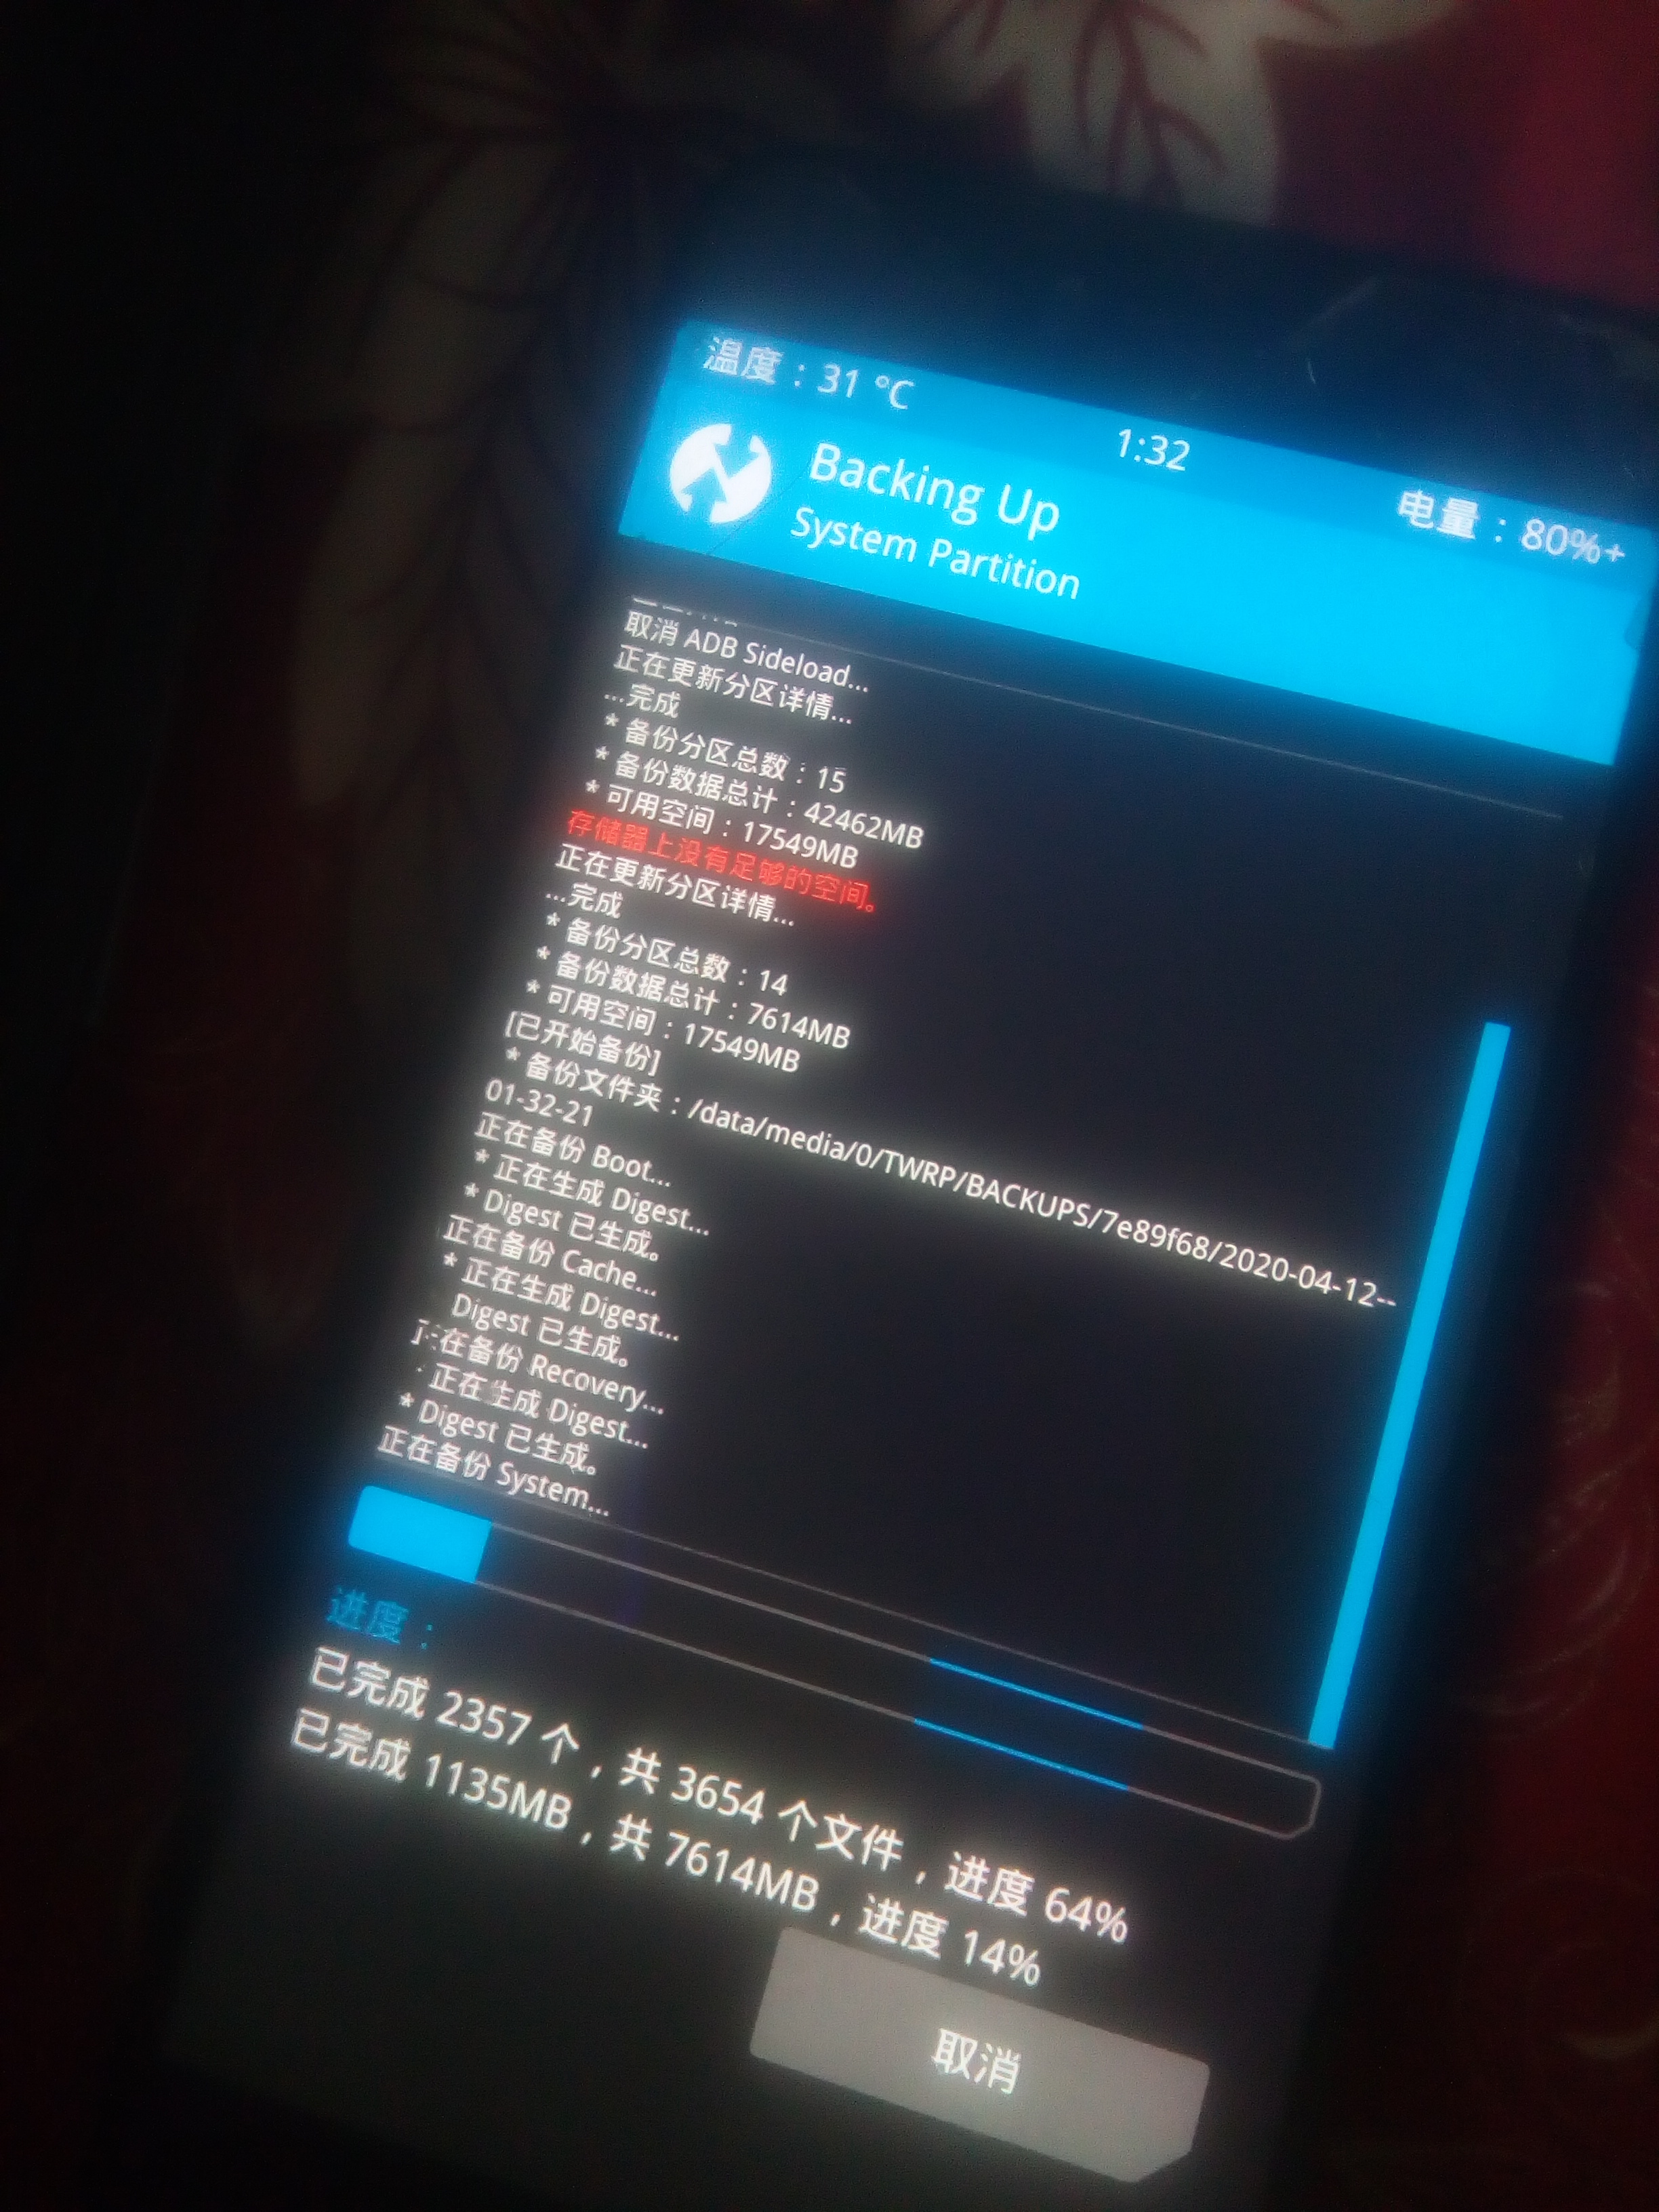 温度：31 °C
1:32
电量：80%+
Backing Up
System Partition
取消 ADB Sideload...
正在更新分区详情...
...完成
* 备份分区总数：15
* 备份数据总计：42462MB
* 可用空间：17549MB
存储器上没有足够的空间。
正在更新分区详情...
...完成
* 备份分区总数：14
* 备份数据总计：7614MB
* 可用空间：17549MB
[已开始备份]
* 备份文件夹：/data/media/0/TWRP/BACKUPS/7e89f68/2020-04-12--
01-32-21
正在备份 Boot...
* 正在生成 Digest...
* Digest 已生成。
正在备份 Cache...
* 正在生成 Digest...
Digest 已生成。
正在备份 Recovery...
正在生成 Digest...
* Digest 已生成。
正在备份 System...
进度：
已完成 2357 个，共 3654 个文件，进度 64%
已完成 1135MB，共 7614MB，进度 14%
取消